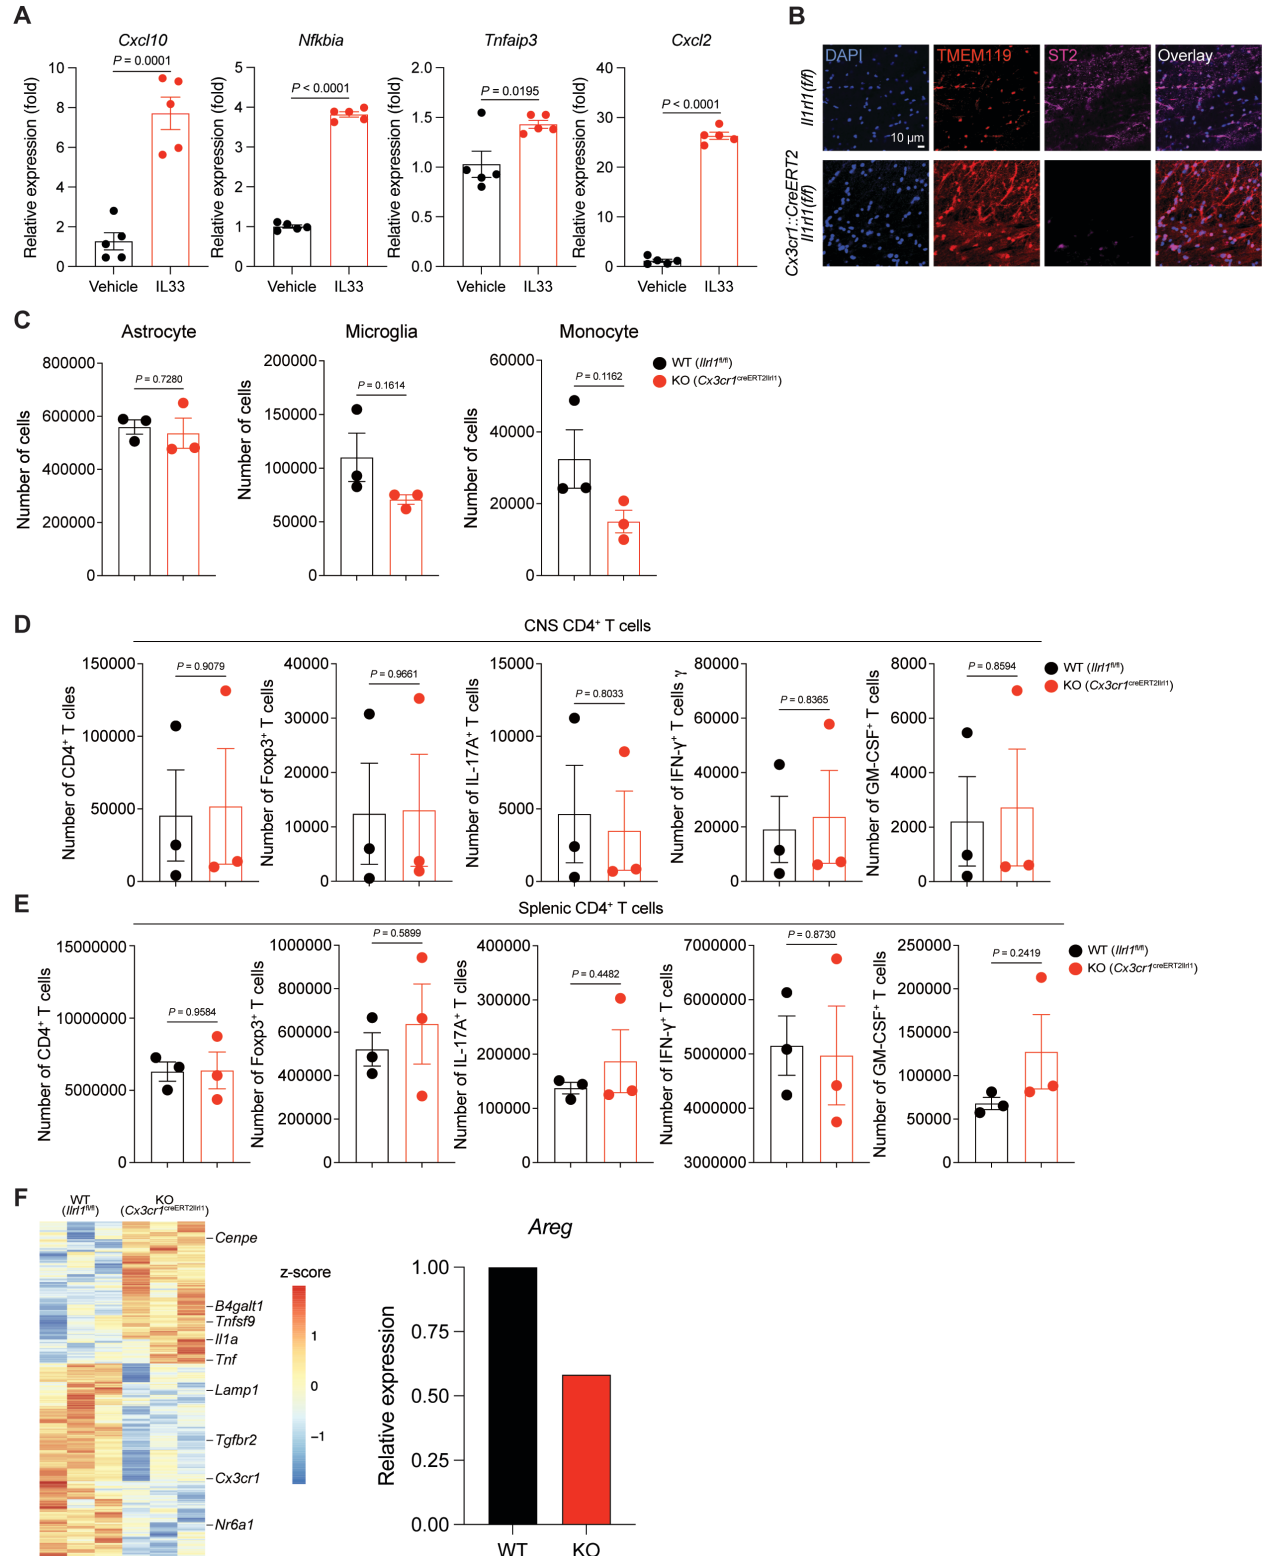 A
Cxcl10
Nfkbia
Tnfaip3
Cxcl2
P = 0.0001
P < 0.0001
P = 0.0195
P < 0.0001
Relative expression (fold)
10
8
6
4
2
0
Vehicle
IL33
Relative expression (fold)
5
4
3
2
1
0
Vehicle
IL33
Relative expression (fold)
2.0
1.5
1.0
0.5
0.0
Vehicle
IL33
Relative expression (fold)
40
30
20
10
0
Vehicle
IL33
B
DAPI
TMEM119
ST2
Overlay
Il1rl1(f/f)
10 µm
Cx3cr1::CreERT2
Il1rl1(f/f)
C
Astrocyte
Number of cells
800000
600000
400000
200000
0
P = 0.7280
Microglia
Number of cells
200000
150000
100000
50000
0
P = 0.1614
Monocyte
Number of cells
60000
40000
20000
0
P = 0.1162
WT (Ilrl1fl/fl)
KO (Cx3cr1creERT2Ilrl1)
D
CNS CD4+ T cells
Number of CD4+ T clles
150000
100000
50000
0
P = 0.9079
Number of Foxp3+ T cells
40000
30000
20000
10000
0
P = 0.9661
Number of IL-17A+ T cells
15000
10000
5000
0
P = 0.8033
Number of IFN-γ+ T cells γ
80000
60000
40000
20000
0
P = 0.8365
Number of GM-CSF+ T cells
8000
6000
4000
2000
0
P = 0.8594
WT (Ilrl1fl/fl)
KO (Cx3cr1creERT2Ilrl1)
E
Splenic CD4+ T cells
Number of CD4+ T cells
15000000
10000000
5000000
0
P = 0.9584
Number of Foxp3+ T cells
1000000
800000
600000
400000
200000
0
P = 0.5899
Number of IL-17A+ T clles
400000
300000
200000
100000
0
P = 0.4482
Number of IFN-γ+ T cells
7000000
6000000
5000000
4000000
3000000
P = 0.8730
Number of GM-CSF+ T cells
250000
200000
150000
100000
50000
0
P = 0.2419
WT (Ilrl1fl/fl)
KO (Cx3cr1creERT2Ilrl1)
F
WT
(Ilrl1fl/fl)
KO
(Cx3cr1creERT2Ilrl1)
Cenpe
B4galt1
Tnfsf9
Il1a
Tnf
Lamp1
Tgfbr2
Cx3cr1
Nr6a1
z-score
1
0
−1
Areg
Relative expression
1.00
0.75
0.50
0.25
0.00
WT
KO